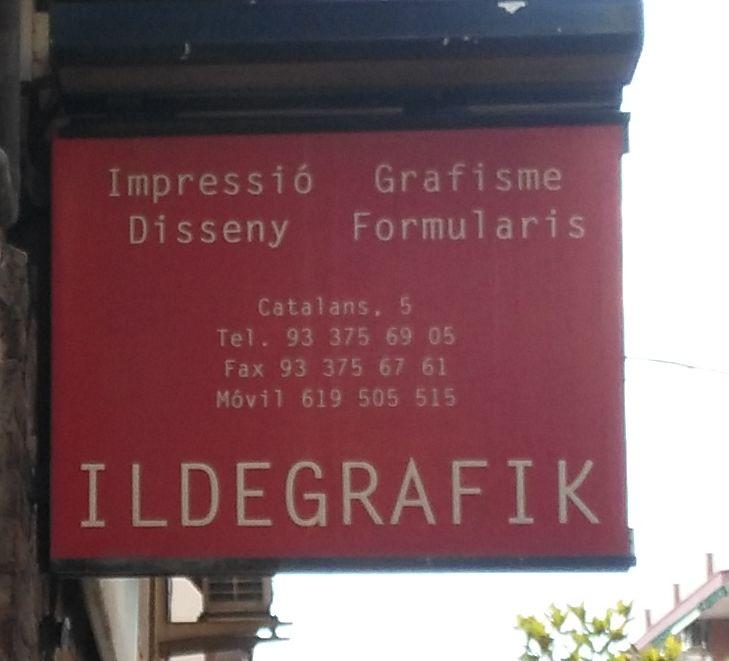 Impressió Grafisme
Disseny Formularis
Catalans, 5
Tel. 93 375 69 05
Fax 93 375 67 61
Móvil 619 505 515
ILDEGRAFIK